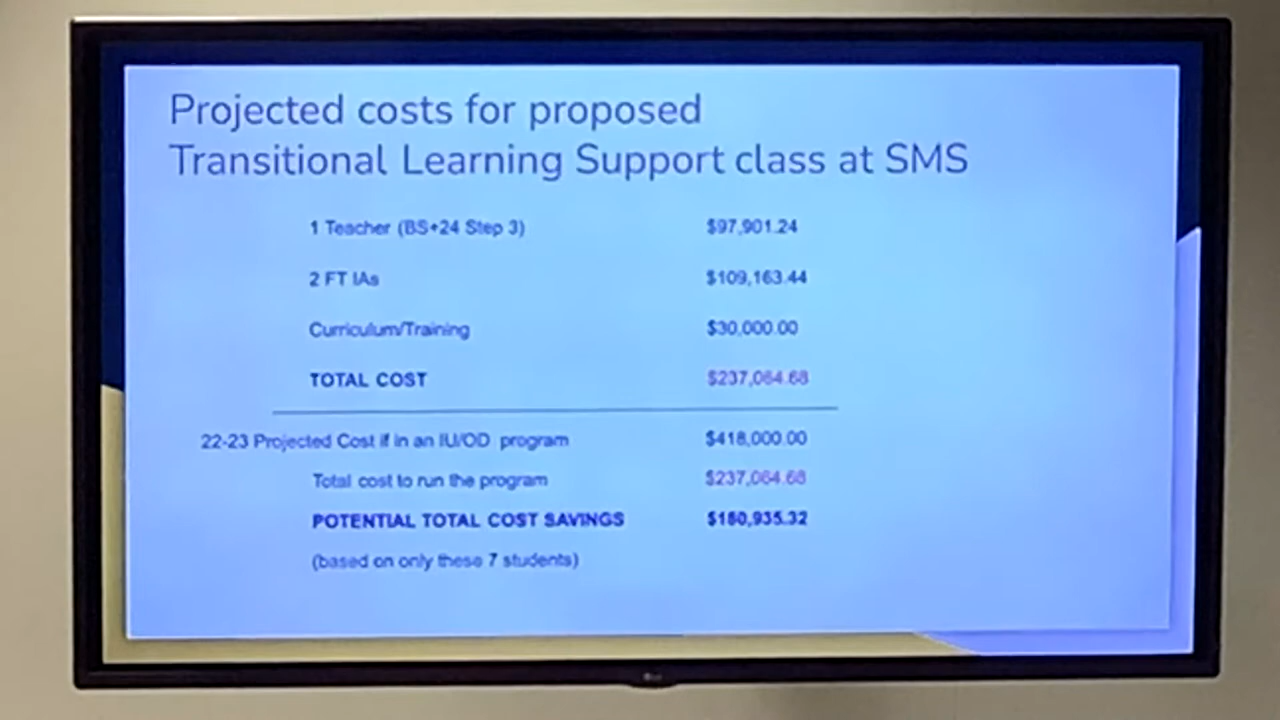 Projected costs for proposed
Transitional Learning Support class at SMS
1 Teacher (BS+24 Step 3) $97,901.24
2 FT IAs $109,163.44
Curriculum/Training $30,000.00
TOTAL COST $237,064.68
22-23 Projected Cost if in an IU/OD program $418,000.00
Total cost to run the program $237,064.68
POTENTIAL TOTAL COST SAVINGS $180,935.32
(based on only these 7 students)
LG